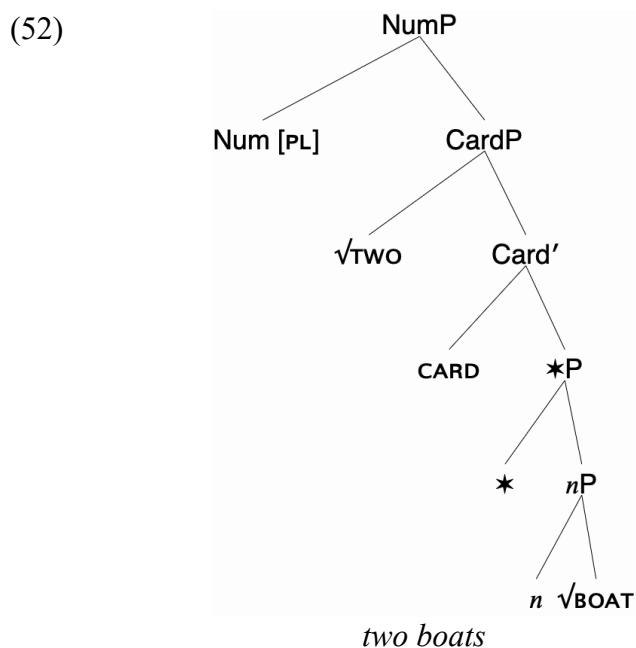 (52)
NumP
Num [PL] CardP
√TWO Card′
CARD ✶P
✶ nP
n √BOAT
two boats